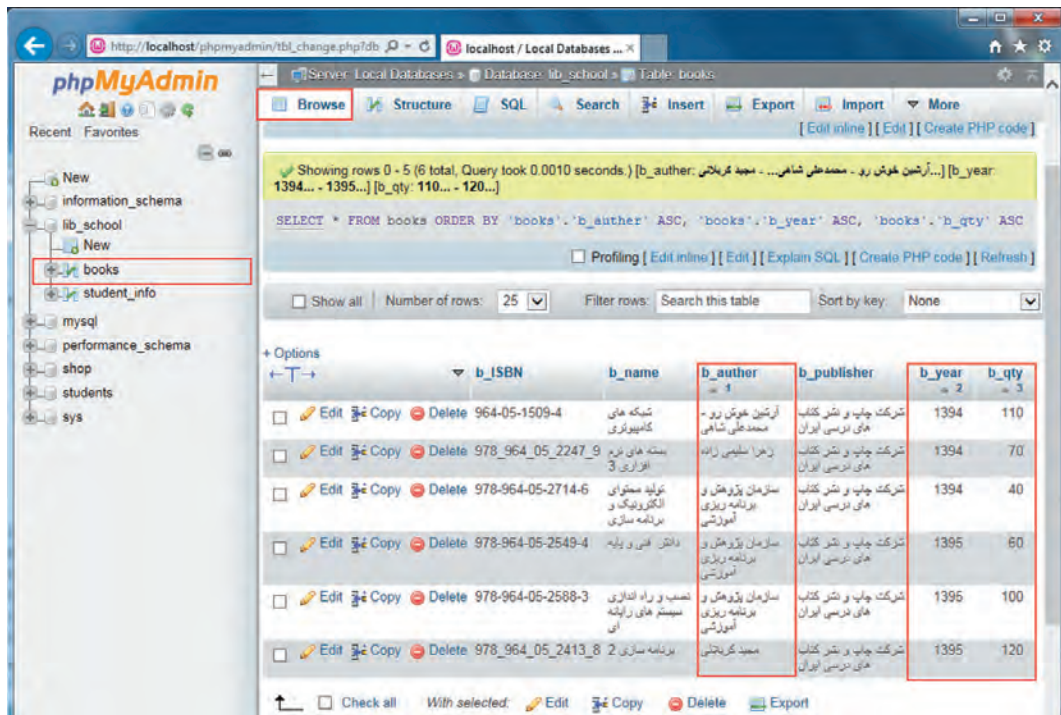 http://localhost/phpmyadmin/tbl_change.php?db
localhost / Local Databases ...
phpMyAdmin
Recent Favorites
New
information_schema
lib_school
New
books
student_info
mysql
performance_schema
shop
students
sys
Server: Local Databases » Database: lib_school » Table: books
Browse Structure SQL Search Insert Export Import More
[ Edit inline ] [ Edit ] [ Create PHP code ]
Showing rows 0 - 5 (6 total, Query took 0.0010 seconds.) [b_auther: آرشین خوش رو - محمدعلی شاهی... - مجید کربلائی...] [b_year:
1394... - 1395...] [b_qty: 110... - 120...]
SELECT * FROM books ORDER BY `books`.`b_auther` ASC, `books`.`b_year` ASC, `books`.`b_qty` ASC
Profiling [ Edit inline ] [ Edit ] [ Explain SQL ] [ Create PHP code ] [ Refresh ]
Show all Number of rows: 25 Filter rows: Search this table Sort by key: None
+ Options
←T→ b_ISBN b_name b_auther 1 b_publisher b_year 2 b_qty 3
Edit Copy Delete 964-05-1509-4 شبکه های کامپیوتری آرشین خوش رو - محمدعلی شاهی شرکت چاپ و نشر کتاب های درسی ایران 1394 110
Edit Copy Delete 978_964_05_2247_9 بسته های نرم افزاری 3 زهرا سلیمی زاده شرکت چاپ و نشر کتاب های درسی ایران 1394 70
Edit Copy Delete 978-964-05-2714-6 تولید محتوای الکترونیک و برنامه سازی سازمان پژوهش و برنامه ریزی آموزشی شرکت چاپ و نشر کتاب های درسی ایران 1394 40
Edit Copy Delete 978-964-05-2549-4 دانش فنی و پایه سازمان پژوهش و برنامه ریزی آموزشی شرکت چاپ و نشر کتاب های درسی ایران 1395 60
Edit Copy Delete 978-964-05-2588-3 نصب و راه اندازی سیستم های رایانه ای سازمان پژوهش و برنامه ریزی آموزشی شرکت چاپ و نشر کتاب های درسی ایران 1395 100
Edit Copy Delete 978_964_05_2413_8 برنامه سازی 2 مجید کربلائی شرکت چاپ و نشر کتاب های درسی ایران 1395 120
Check all With selected: Edit Copy Delete Export